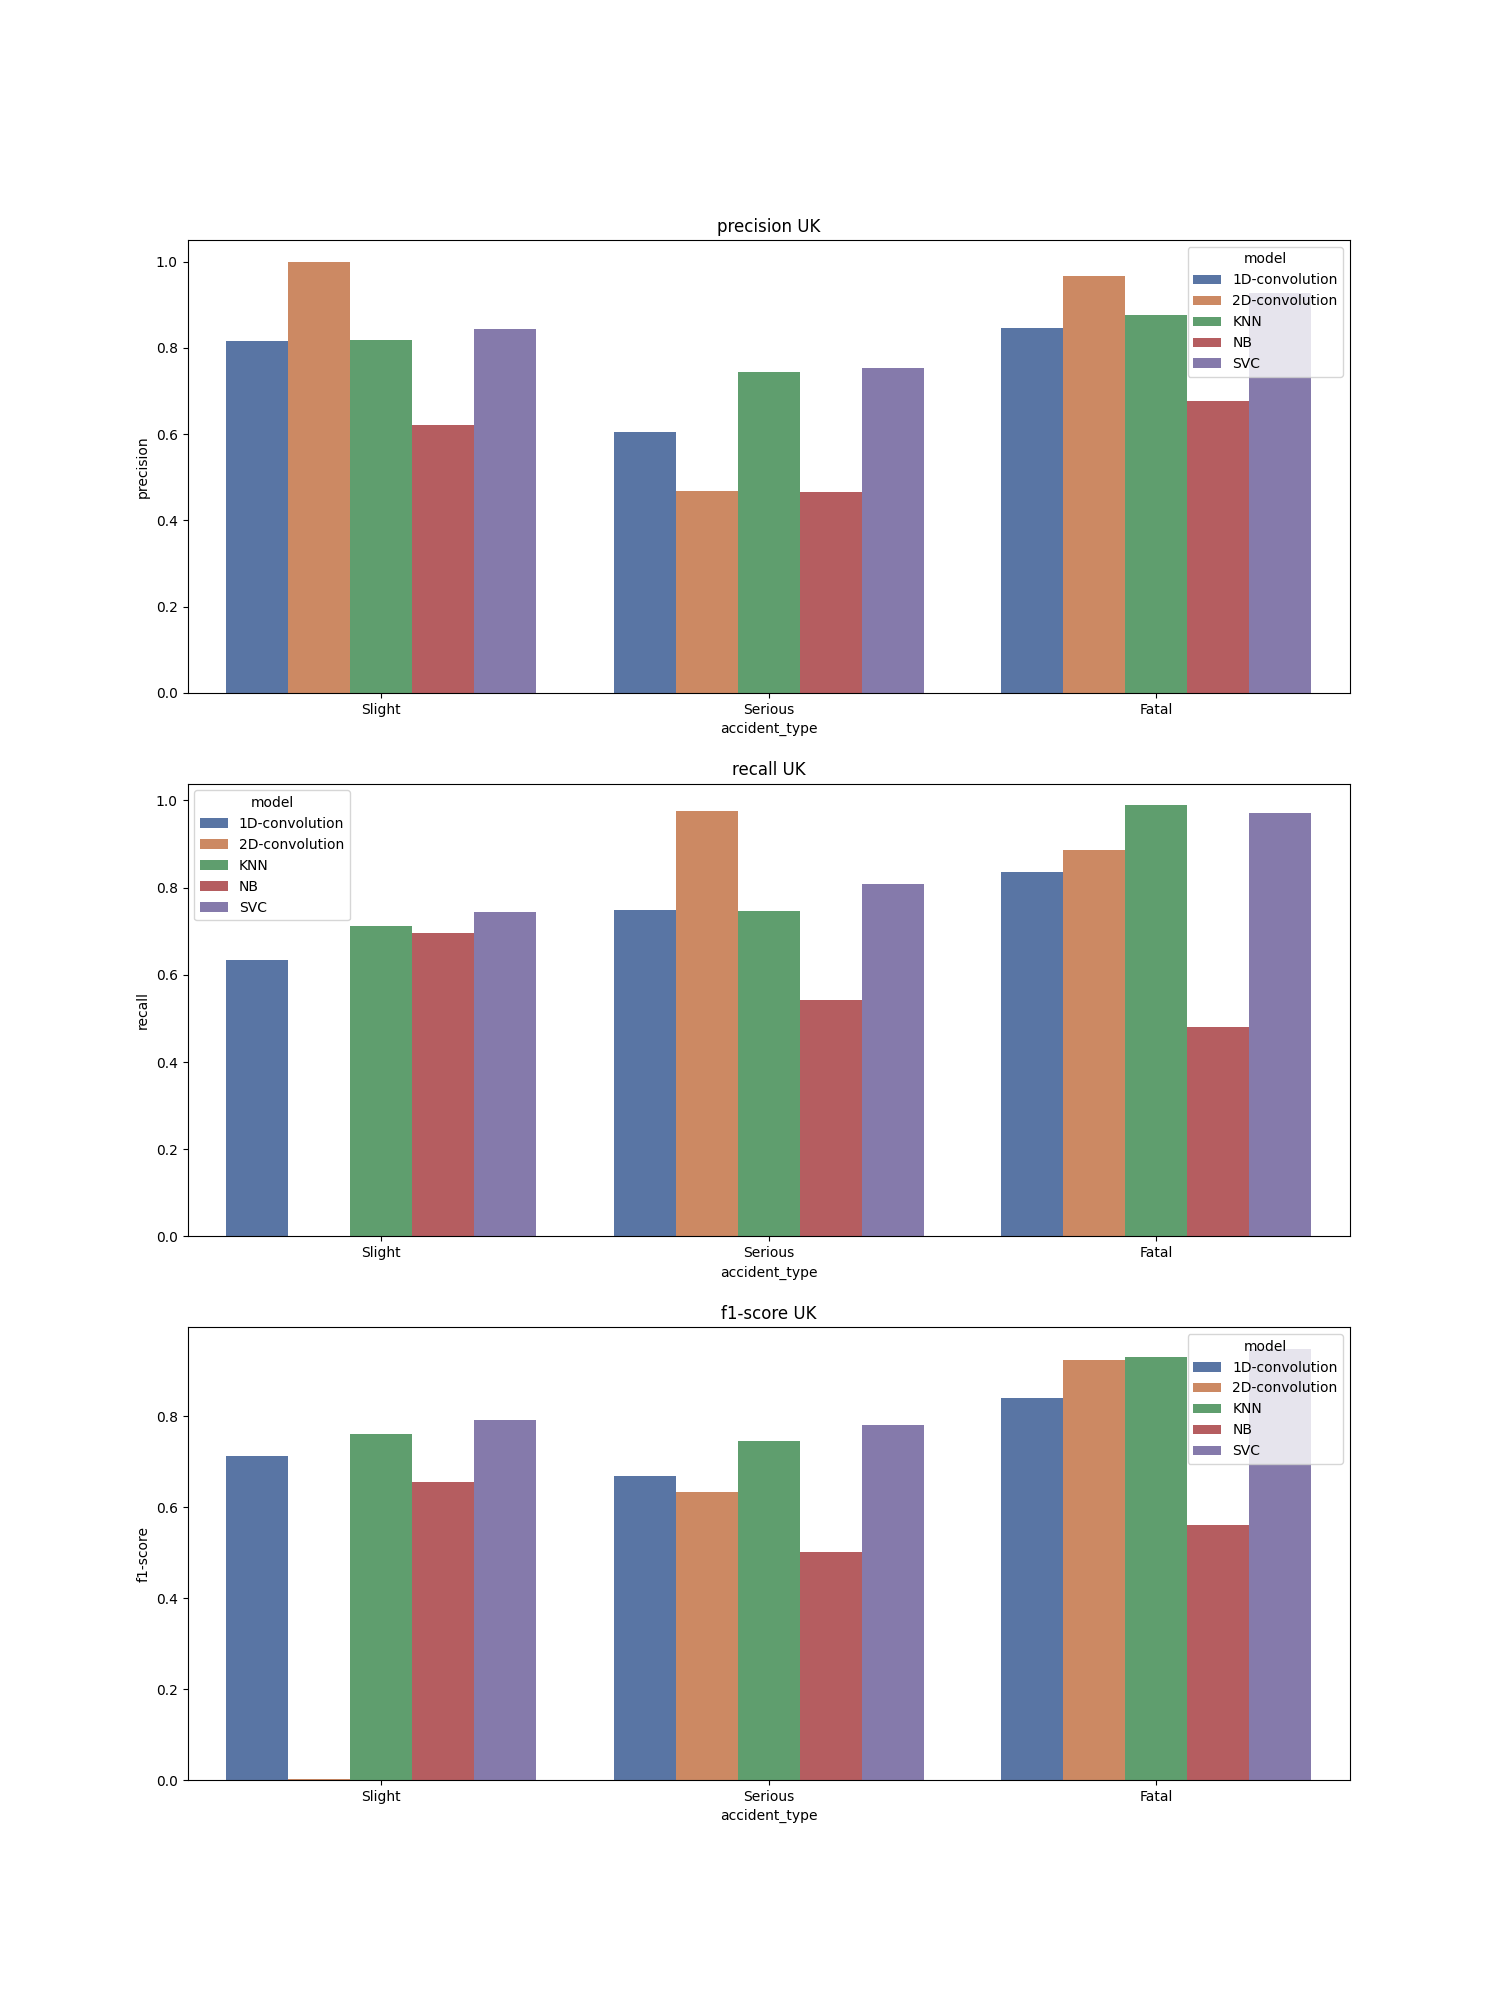 precision UK
1.0
0.8
0.6
0.4
0.2
0.0
precision
model
1D-convolution
2D-convolution
KNN
NB
SVC
Slight Serious Fatal
accident_type
recall UK
1.0
0.8
0.6
0.4
0.2
0.0
recall
model
1D-convolution
2D-convolution
KNN
NB
SVC
Slight Serious Fatal
accident_type
f1-score UK
0.8
0.6
0.4
0.2
0.0
f1-score
model
1D-convolution
2D-convolution
KNN
NB
SVC
Slight Serious Fatal
accident_type